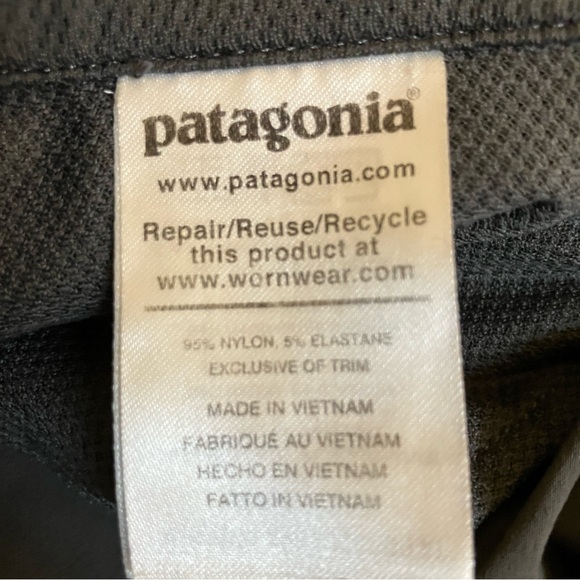 patagonia®
www.patagonia.com
Repair/Reuse/Recycle
this product at
www.wornwear.com
95% NYLON, 5% ELASTANE
EXCLUSIVE OF TRIM
MADE IN VIETNAM
FABRIQUÉ AU VIETNAM
HECHO EN VIETNAM
FATTO IN VIETNAM